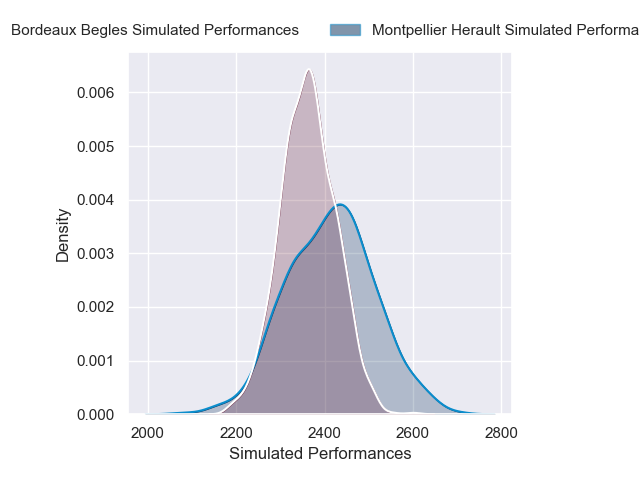 Bordeaux Begles Simulated Performances
Montpellier Herault Simulated Performa
0.006
0.005
0.004
0.003
0.002
0.001
0.000
Density
2000 2200 2400 2600 2800
Simulated Performances